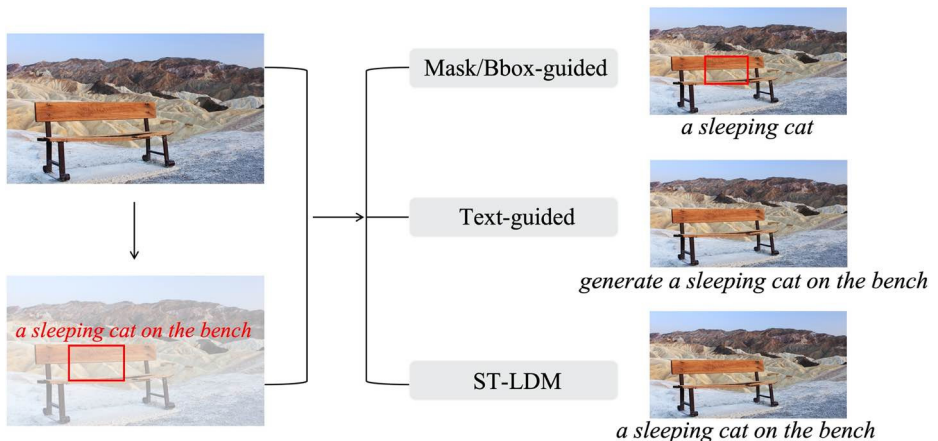 Mask/Bbox-guided
a sleeping cat
Text-guided
generate a sleeping cat on the bench
a sleeping cat on the bench
ST-LDM
a sleeping cat on the bench